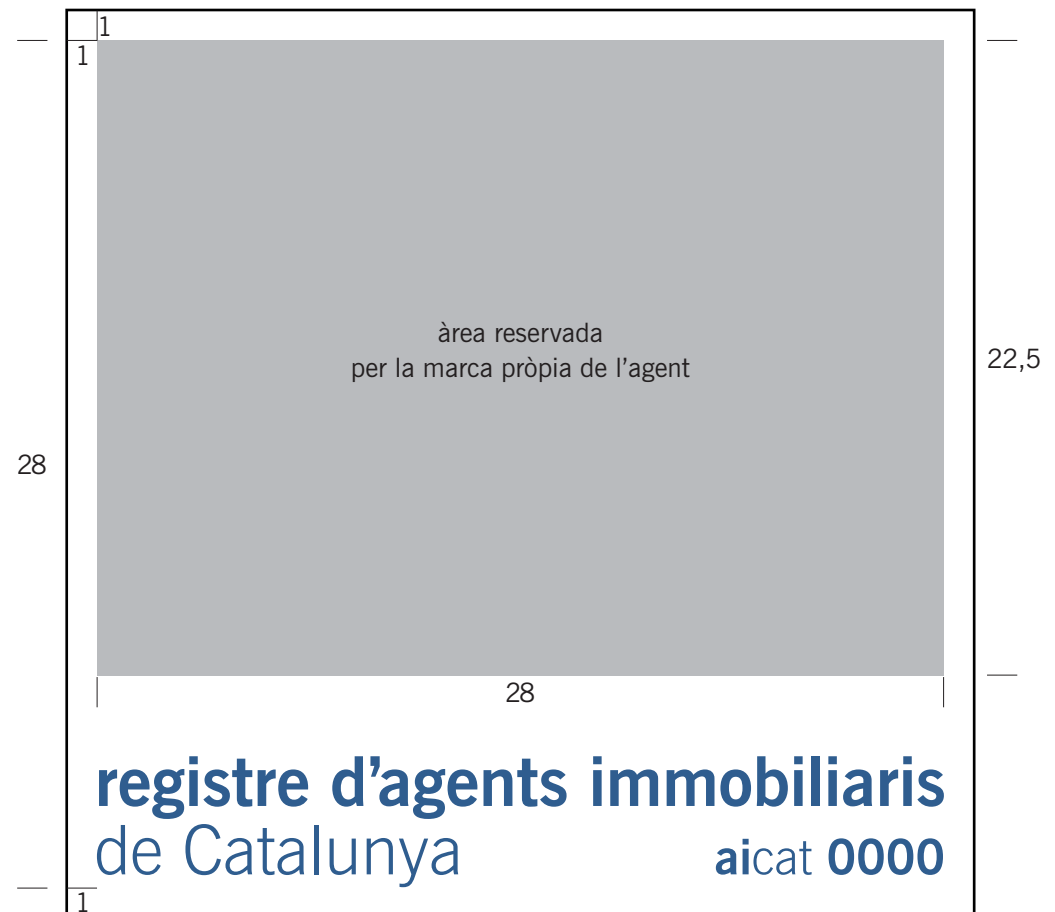 1
1
àrea reservada
per la marca pròpia de l’agent
22,5
28
28
registre d’agents immobiliaris
de Catalunya
aicat 0000
1